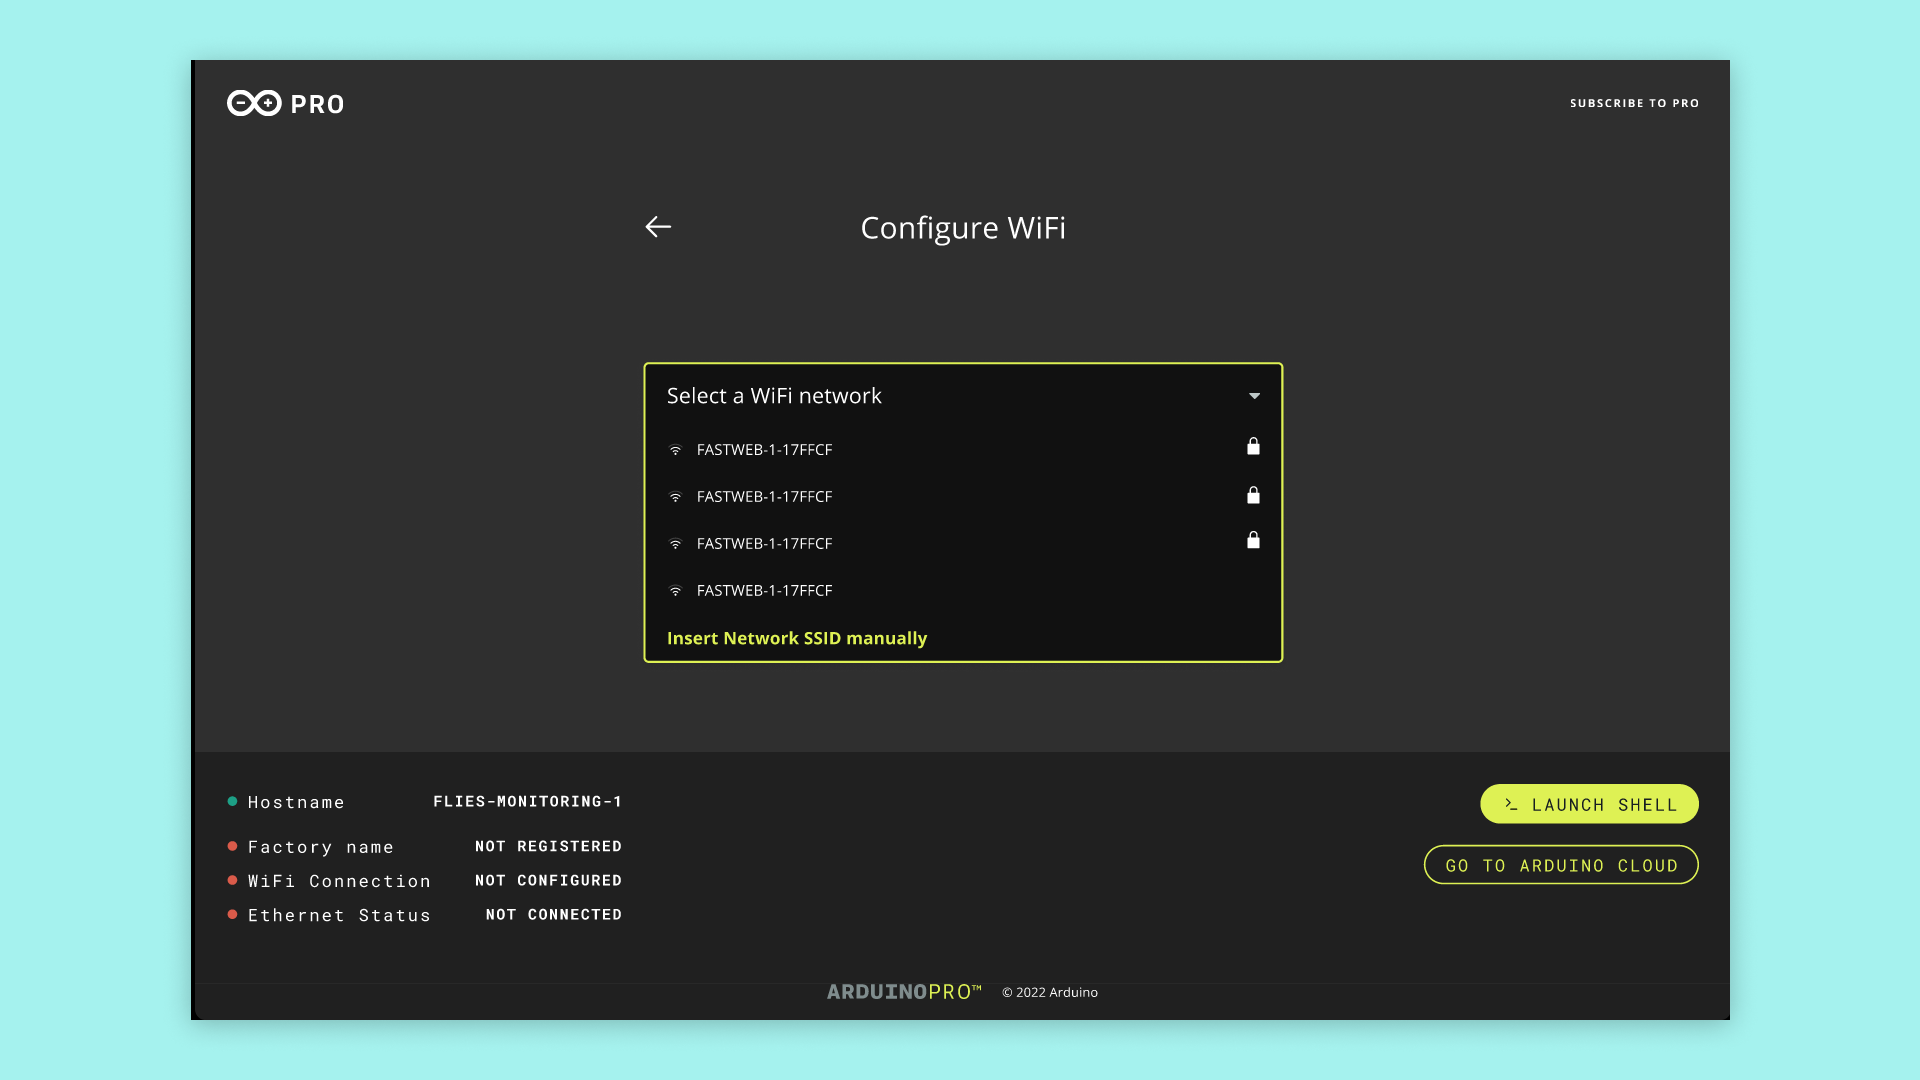 PRO
SUBSCRIBE TO PRO
Configure WiFi
Select a WiFi network
FASTWEB-1-17FFCF
FASTWEB-1-17FFCF
FASTWEB-1-17FFCF
FASTWEB-1-17FFCF
Insert Network SSID manually
Hostname FLIES-MONITORING-1
Factory name NOT REGISTERED
WiFi Connection NOT CONFIGURED
Ethernet Status NOT CONNECTED
>_ LAUNCH SHELL
GO TO ARDUINO CLOUD
ARDUINOPRO™ © 2022 Arduino